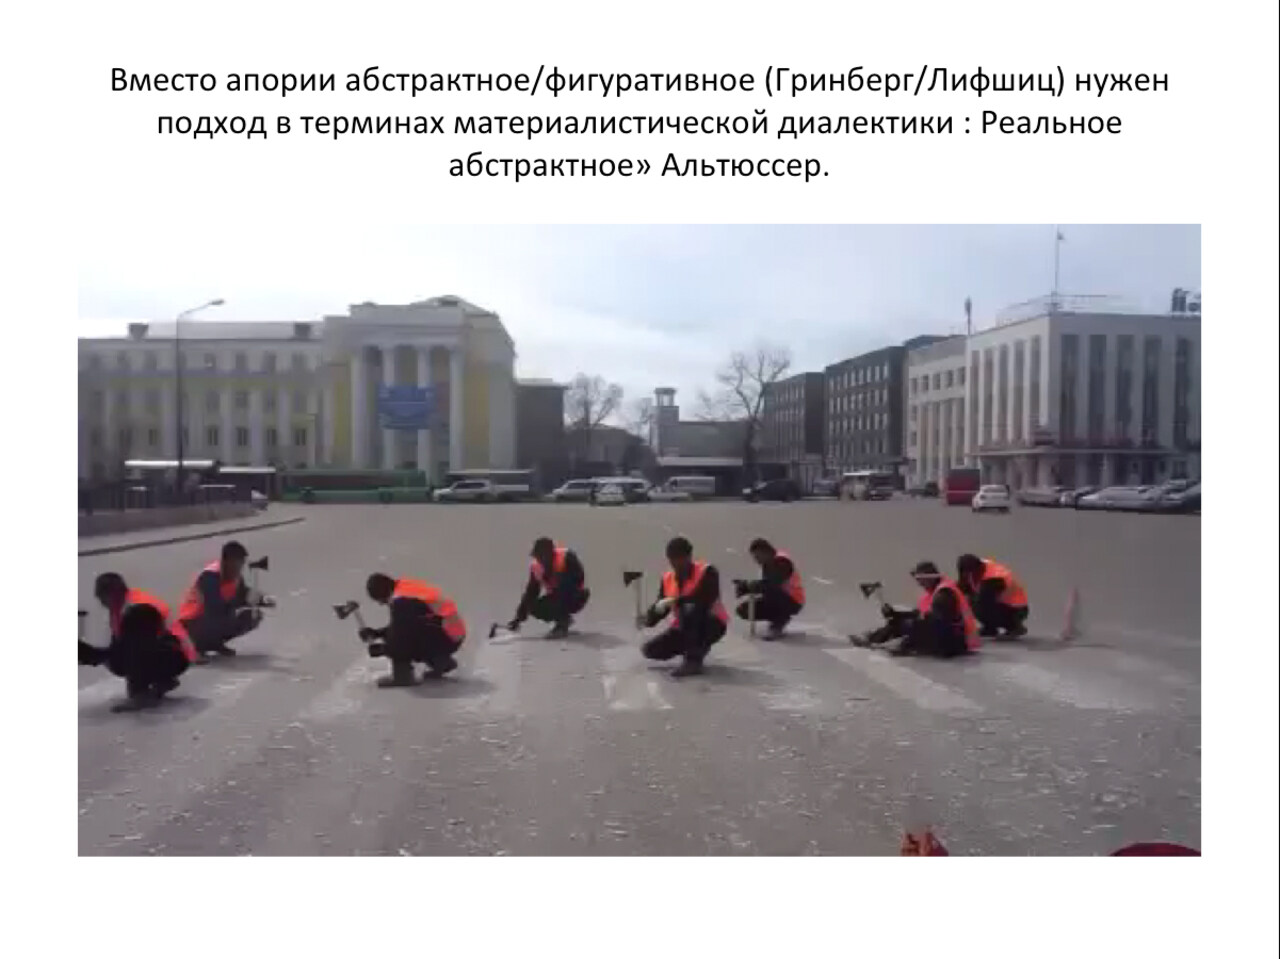 Вместо апории абстрактное/фигуративное (Гринберг/Лифшиц) нужен
подход в терминах материалистической диалектики : Реальное
абстрактное» Альтюссер.